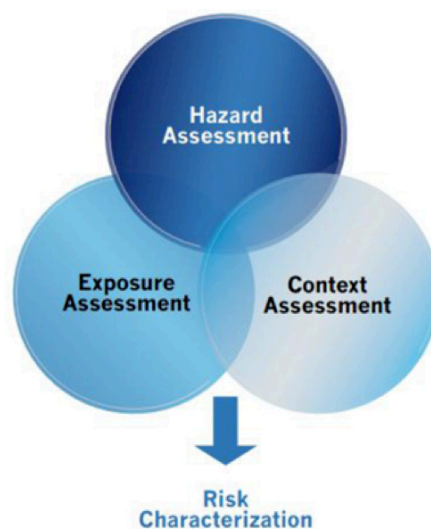 Hazard
Assessment
Exposure
Assessment
Context
Assessment
Risk
Characterization